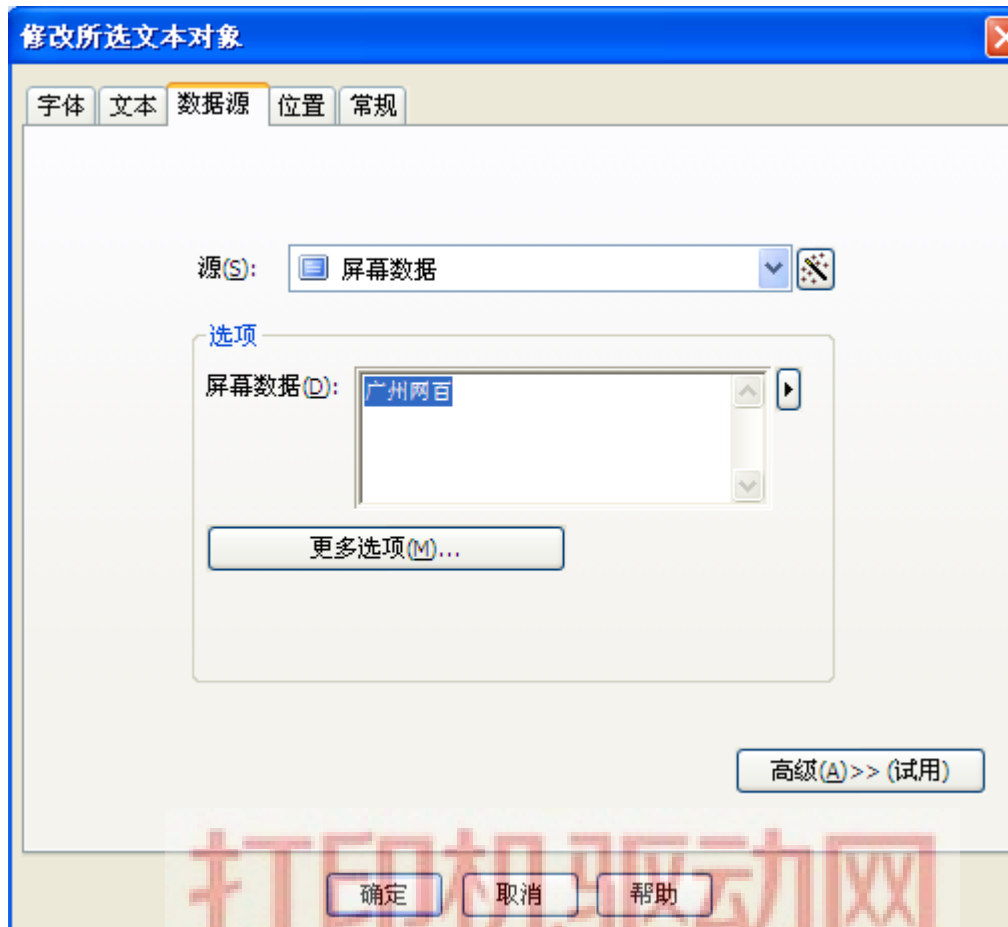 修改所选文本对象
字体 文本 数据源 位置 常规
源(S): 屏幕数据
选项
屏幕数据(D): 广州网百
更多选项(M)...
高级(A)>> (试用)
打印机驱动网
确定 取消 帮助